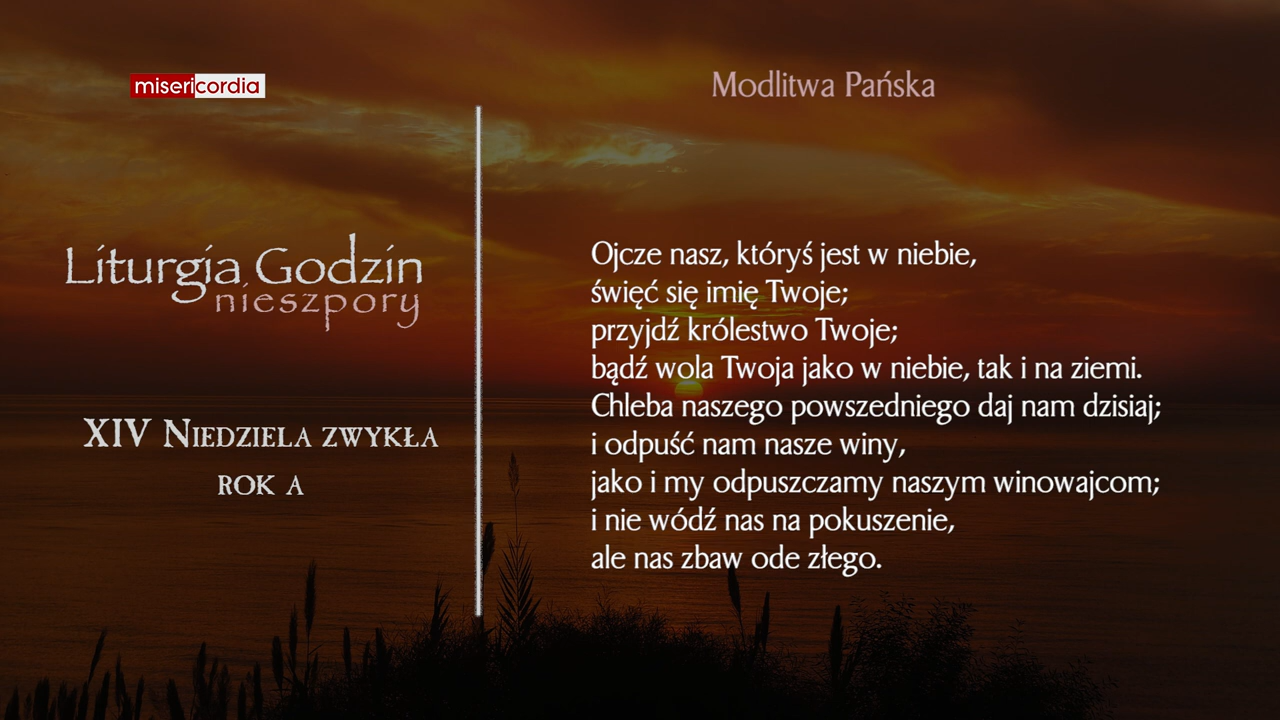 misericordia
Liturgia Godzin
nieszpory
XIV Niedziela zwykła
rok A
Modlitwa Pańska
Ojcze nasz, któryś jest w niebie,
święć się imię Twoje;
przyjdź królestwo Twoje;
bądź wola Twoja jako w niebie, tak i na ziemi.
Chleba naszego powszedniego daj nam dzisiaj;
i odpuść nam nasze winy,
jako i my odpuszczamy naszym winowajcom;
i nie wódź nas na pokuszenie,
ale nas zbaw ode złego.